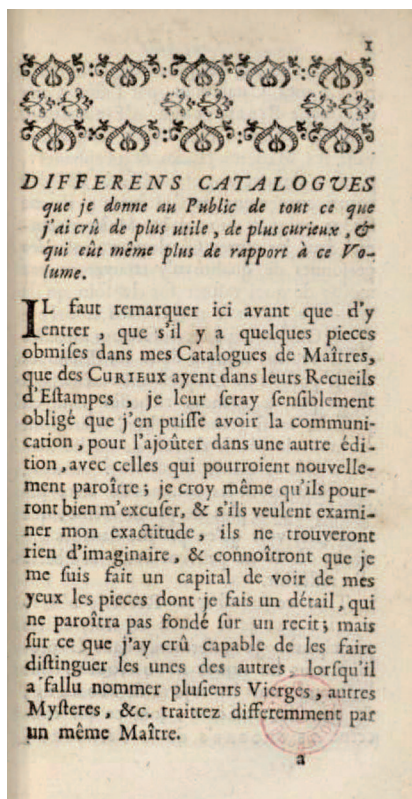 1
DIFFERENS CATALOGVES
que je donne au Public de tout ce que
j'ai crû de plus utile, de plus curieux, &
qui eût même plus de rapport à ce Vo-
lume.
IL faut remarquer ici avant que d'y
entrer, que s'il y a quelques pieces
obmiſes dans mes Catalogues de Maîtres,
que des CURIEUX ayent dans leurs Recueils
d'Eſtampes, je leur ſeray ſenſiblement
obligé que j'en puiſſe avoir la communi-
cation, pour l'ajoûter dans une autre édi-
tion, avec celles qui pourroient nouvelle-
ment paroître; je croy même qu'ils pour-
ront bien m'excuſer, & s'ils veulent exami-
ner mon exactitude, ils ne trouveront
rien d'imaginaire, & connoîtront que je
me ſuis fait un capital de voir de mes
yeux les pieces dont je fais un détail, qui
ne paroîtra pas fondé ſur un recit; mais
ſur ce que j'ay crû capable de les faire
diſtinguer les unes des autres lorſqu'il
a fallu nommer pluſieurs Vierges, autres
Myſteres, &c. traittez differemment par
un même Maître.
a